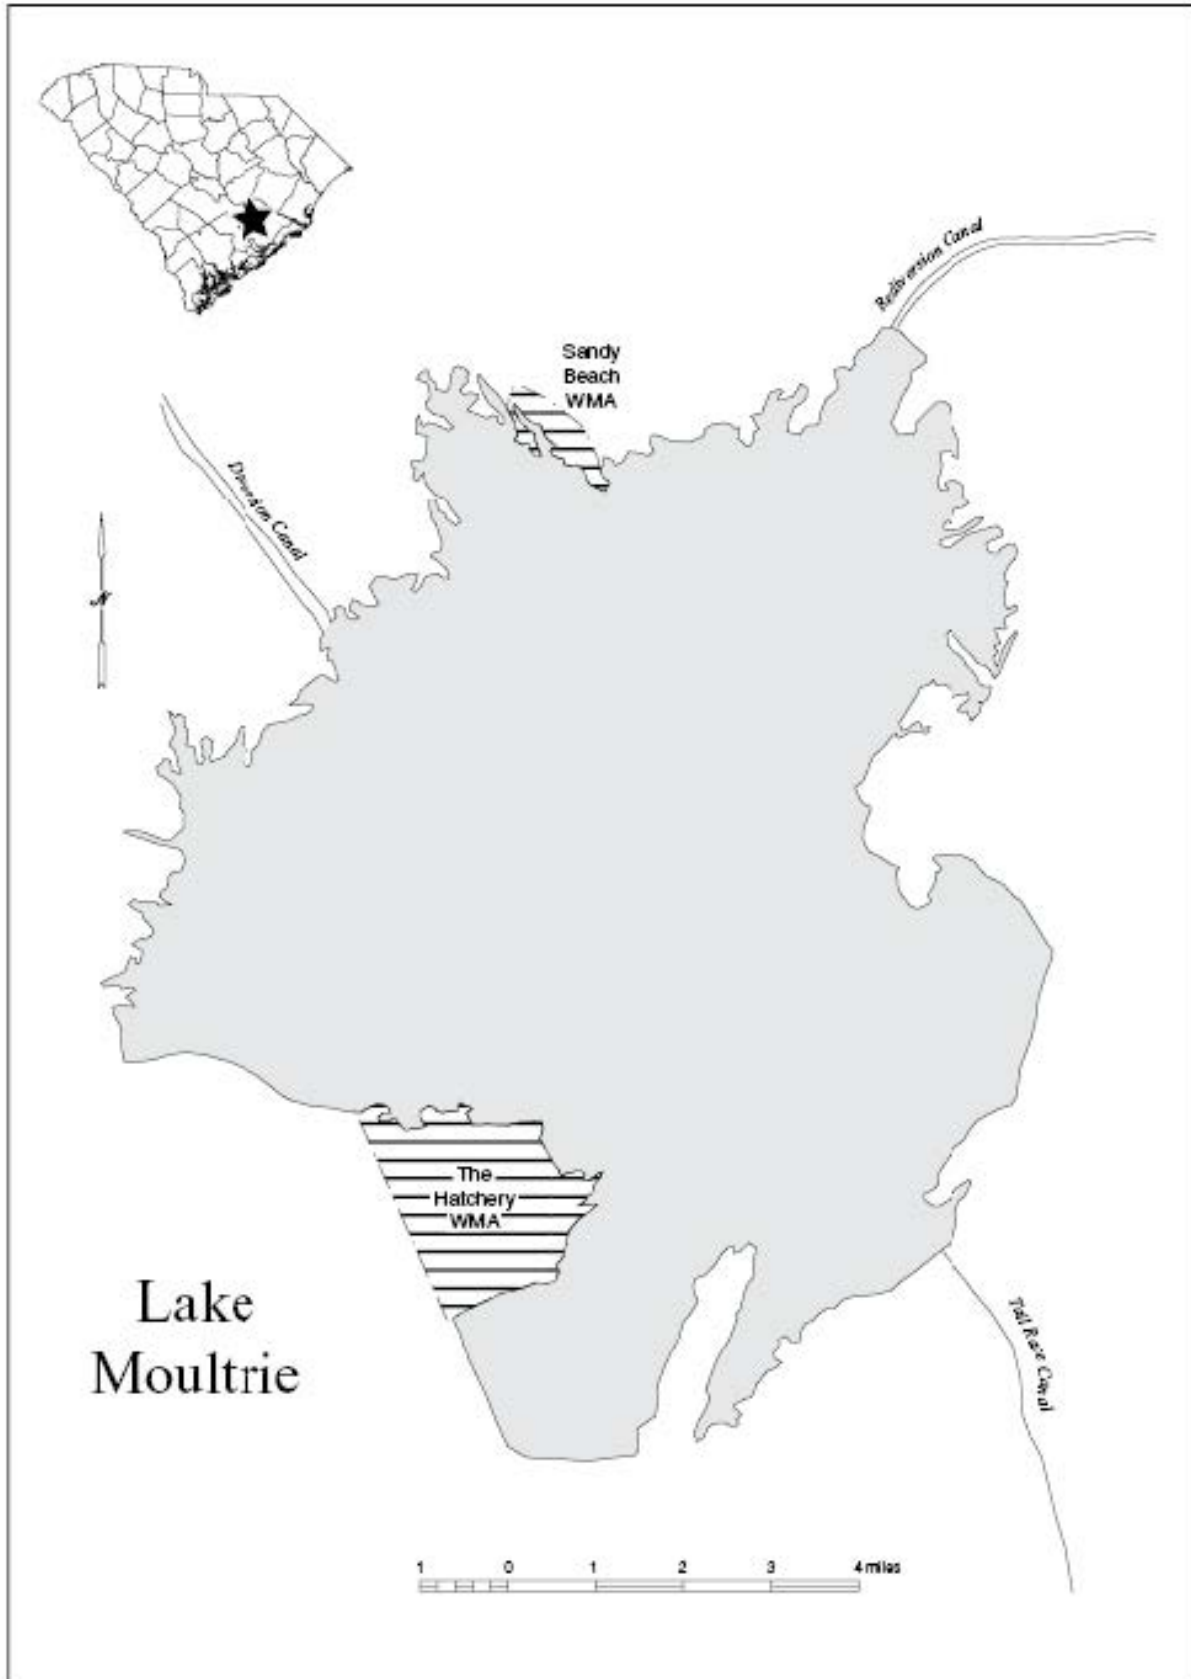 Rediversion Canal
Sandy
Beach
WMA
Diversion Canal
N
The
Hatchery
WMA
Lake
Moultrie
Tail Race Canal
1 0 1 2 3 4 miles